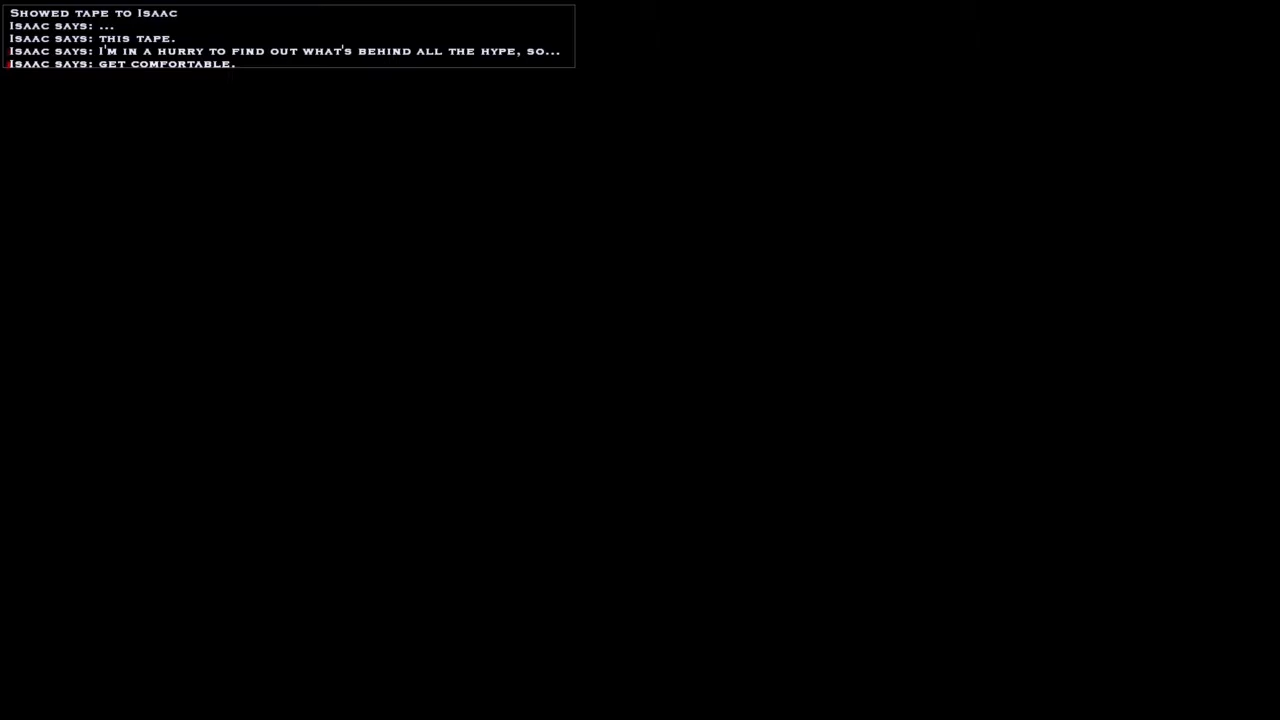 Showed tape to Isaac
Isaac says: ...
Isaac says: this tape.
Isaac says: I'm in a hurry to find out what's behind all the hype, so...
Isaac says: get comfortable.